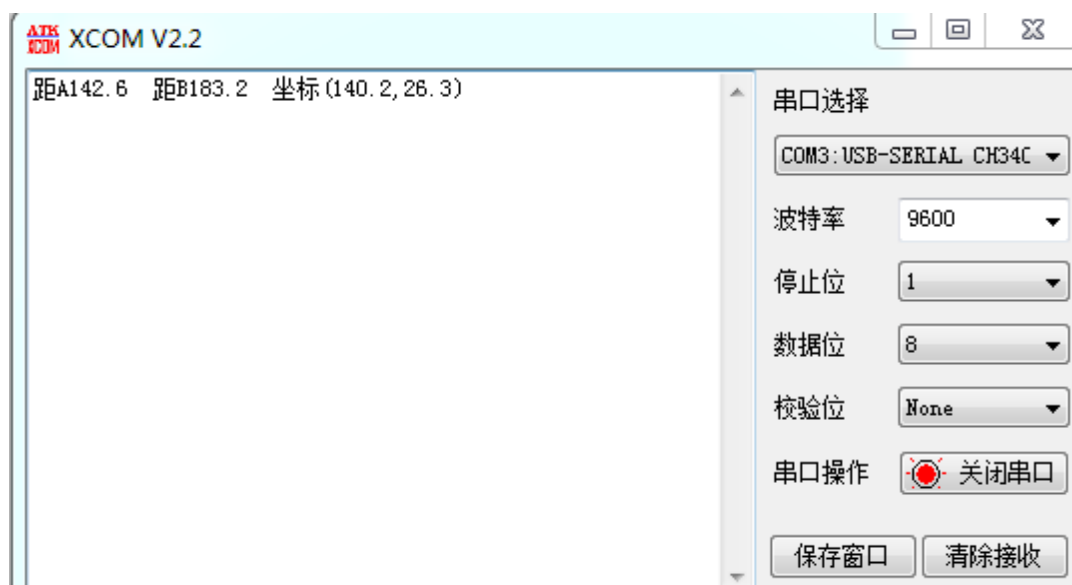 ATK XCOM XCOM V2.2
距A142.6 距B183.2 坐标(140.2,26.3)
串口选择
COM3:USB-SERIAL CH340
波特率 9600
停止位 1
数据位 8
校验位 None
串口操作 关闭串口
保存窗口 清除接收